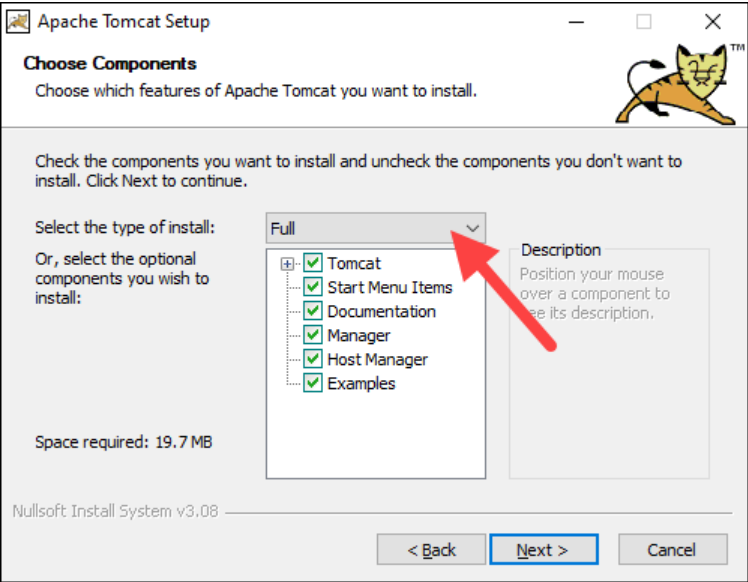 Apache Tomcat Setup
Choose Components
Choose which features of Apache Tomcat you want to install.
TM
Check the components you want to install and uncheck the components you don't want to
install. Click Next to continue.
Select the type of install:
Full
Or, select the optional
components you wish to
install:
Tomcat
Start Menu Items
Documentation
Manager
Host Manager
Examples
Description
Position your mouse
over a component to
see its description.
Space required: 19.7 MB
Nullsoft Install System v3.08
< Back
Next >
Cancel